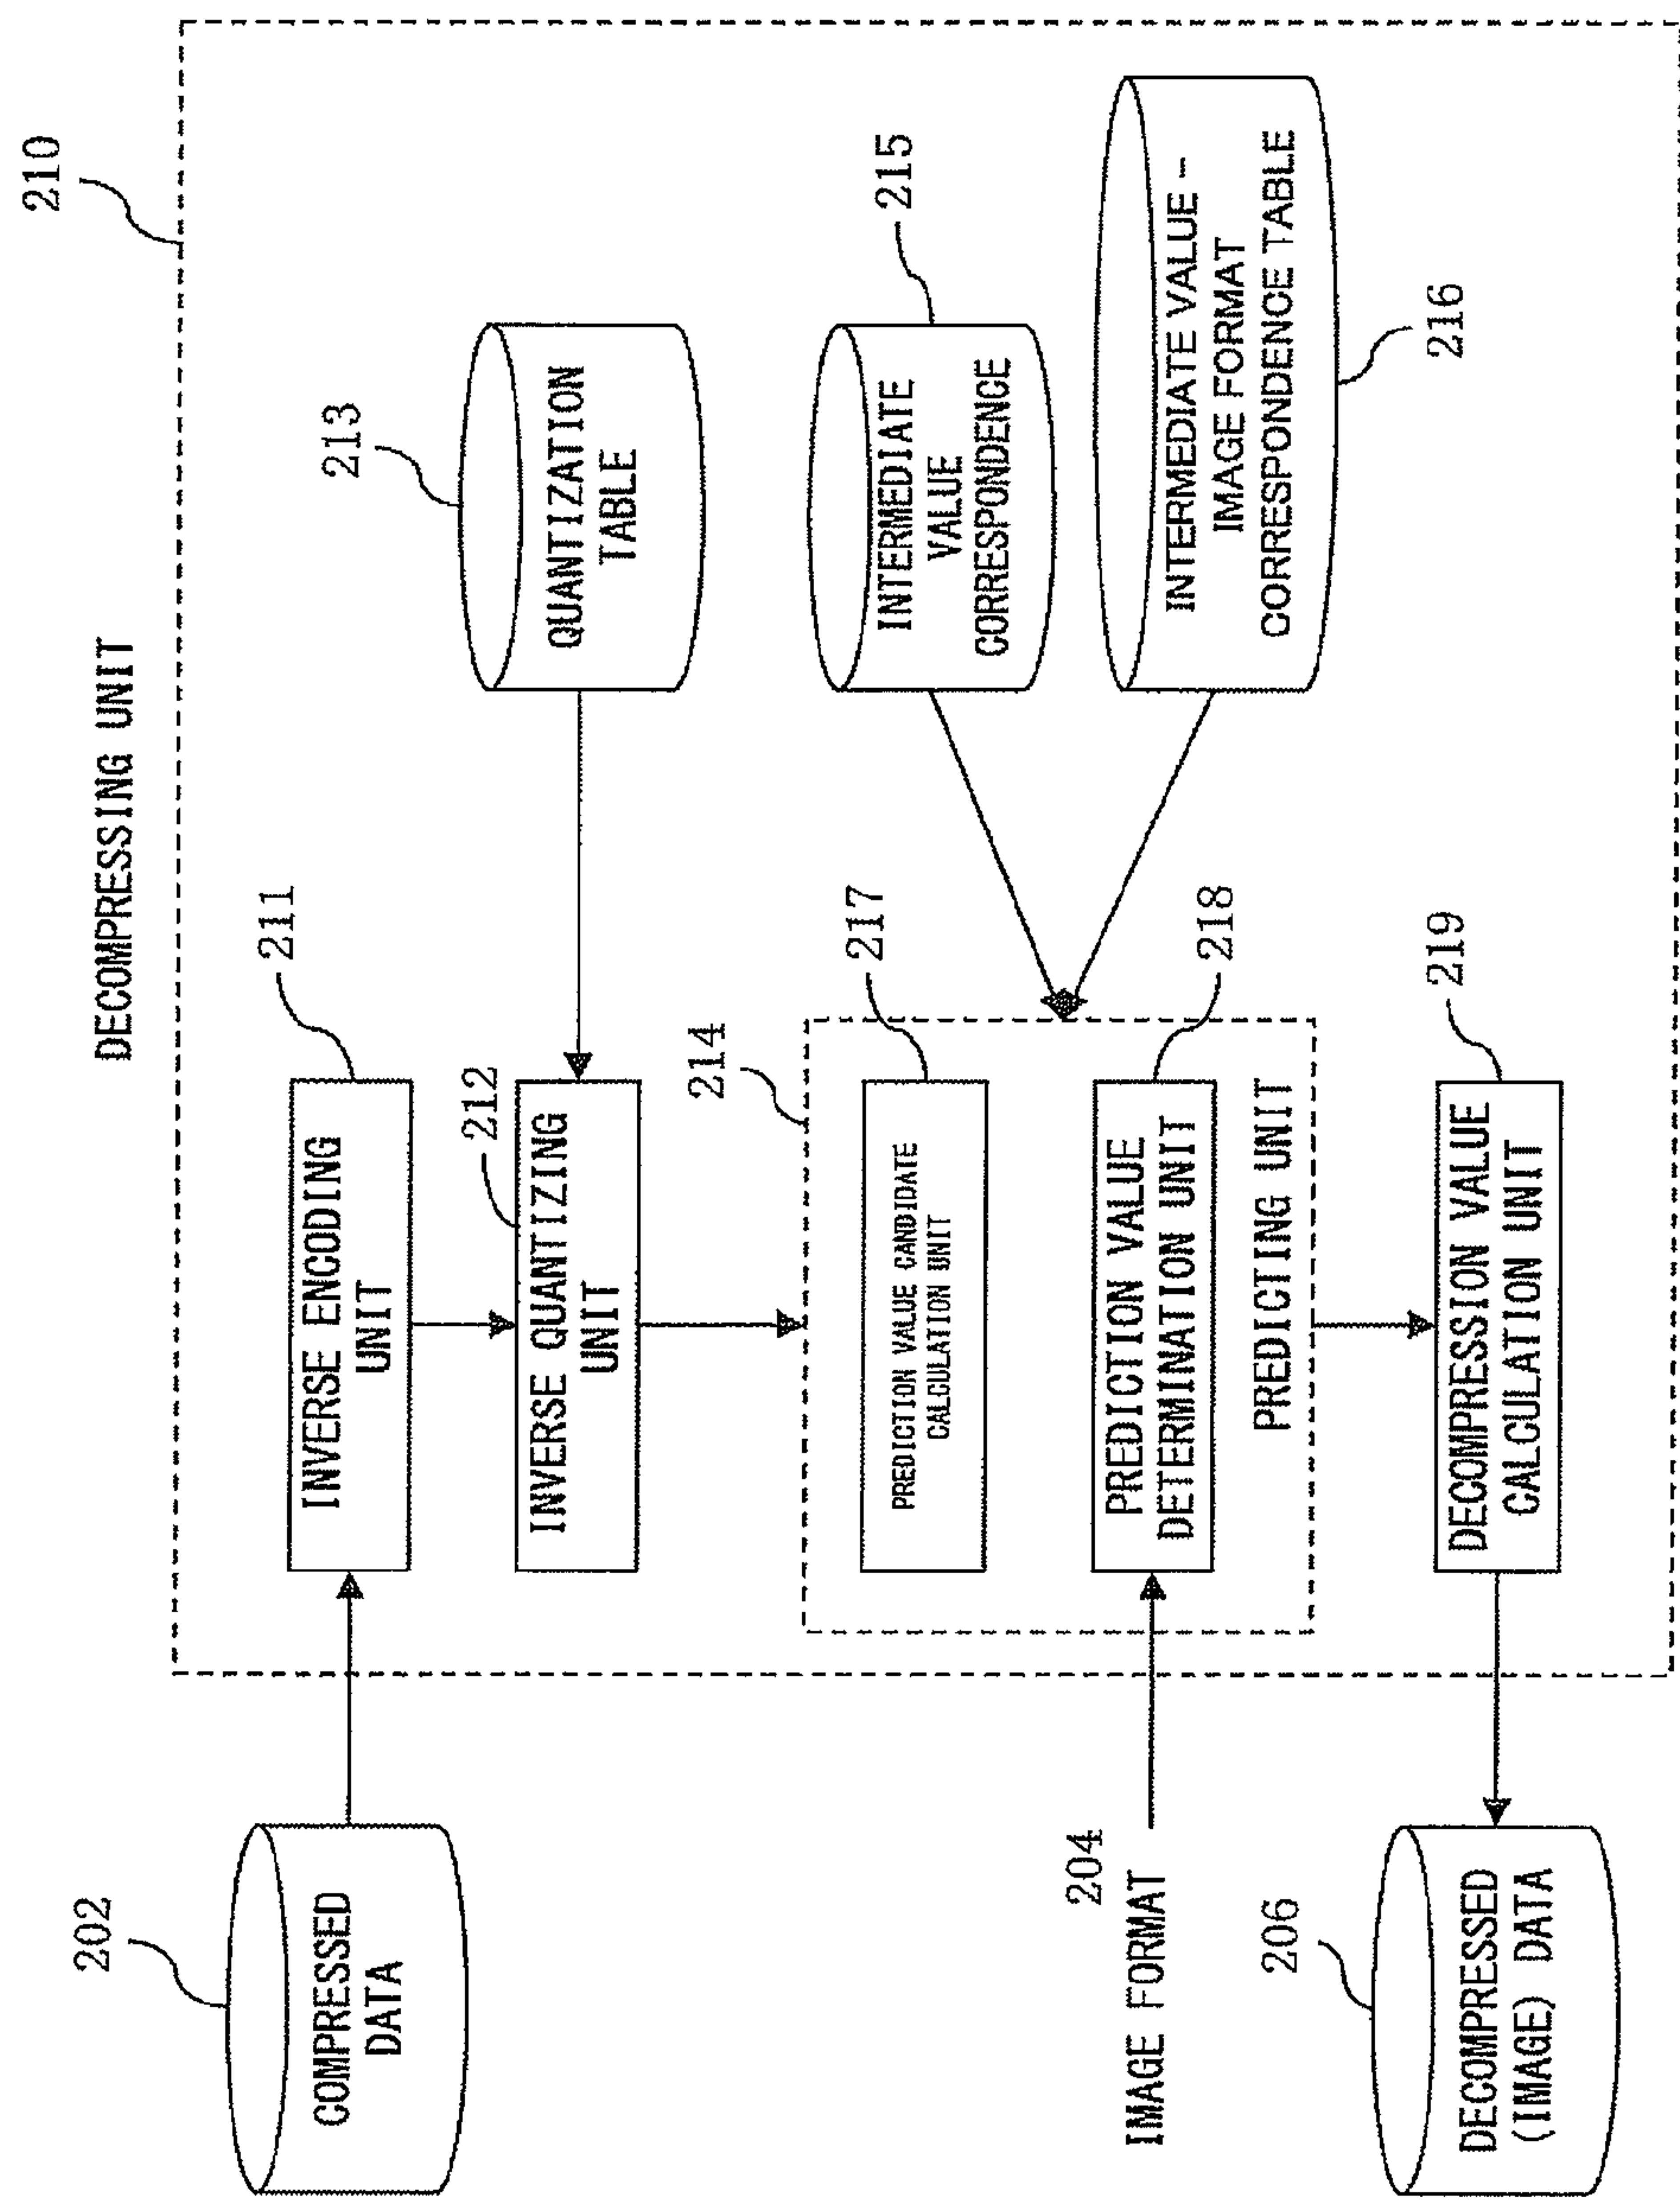 DECOMPRESSING UNIT
210
202
COMPRESSED
DATA
211
INVERSE ENCODING
UNIT
213
QUANTIZATION
TABLE
212
INVERSE QUANTIZING
UNIT
214
217
PREDICTION VALUE CANDIDATE
CALCULATION UNIT
215
INTERMEDIATE
VALUE
CORRESPONDENCE
204
IMAGE FORMAT
218
PREDICTION VALUE
DETERMINATION UNIT
PREDICTING UNIT
INTERMEDIATE VALUE –
IMAGE FORMAT
CORRESPONDENCE TABLE
216
206
DECOMPRESSED
(IMAGE) DATA
219
DECOMPRESSION VALUE
CALCULATION UNIT